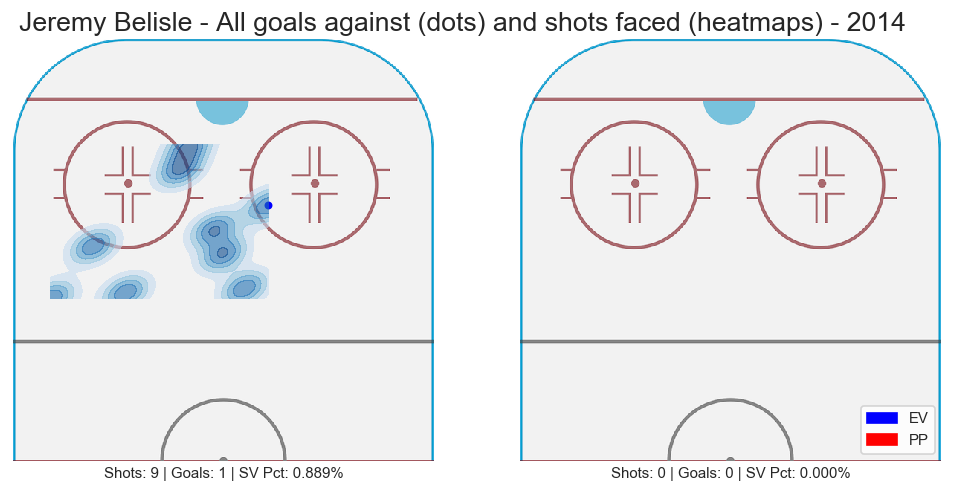 Jeremy Belisle - All goals against (dots) and shots faced (heatmaps) - 2014
EV
PP
Shots: 9 | Goals: 1 | SV Pct: 0.889%
Shots: 0 | Goals: 0 | SV Pct: 0.000%